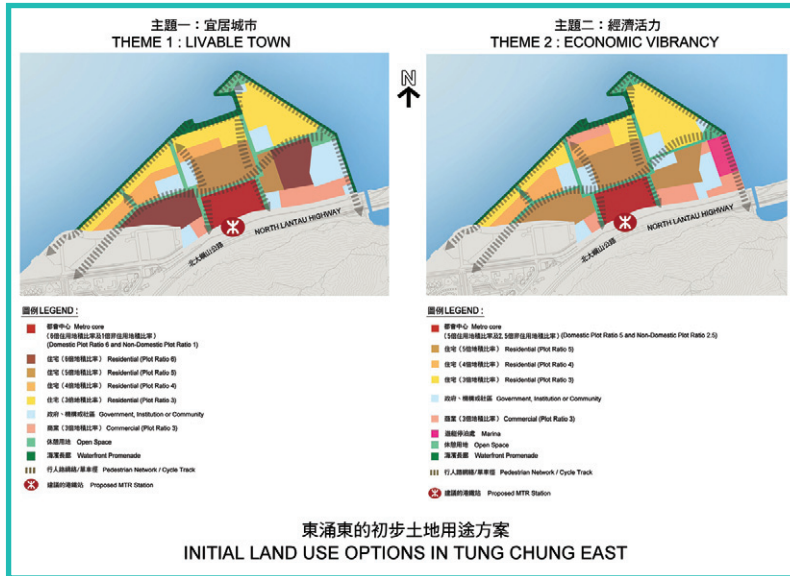 主題一：宜居城市
THEME 1 : LIVABLE TOWN
主題二：經濟活力
THEME 2 : ECONOMIC VIBRANCY
N
北大嶼山公路
NORTH LANTAU HIGHWAY
北大嶼山公路
NORTH LANTAU HIGHWAY
圖例 LEGEND :
都會中心 Metro core
(6個住用地積比率及1個非住用地積比率)
(Domestic Plot Ratio 6 and Non-Domestic Plot Ratio 1)
住宅 (6個地積比率) Residential (Plot Ratio 6)
住宅 (5個地積比率) Residential (Plot Ratio 5)
住宅 (4個地積比率) Residential (Plot Ratio 4)
住宅 (3個地積比率) Residential (Plot Ratio 3)
政府、機構或社區 Government, Institution or Community
商業 (3個地積比率) Commercial (Plot Ratio 3)
休憩用地 Open Space
海濱長廊 Waterfront Promenade
行人路網絡/單車徑 Pedestrian Network / Cycle Track
建議的港鐵站 Proposed MTR Station
圖例 LEGEND :
都會中心 Metro core
(5個住用地積比率及2.5個非住用地積比率) (Domestic Plot Ratio 5 and Non-Domestic Plot Ratio 2.5)
住宅 (5個地積比率) Residential (Plot Ratio 5)
住宅 (4個地積比率) Residential (Plot Ratio 4)
住宅 (3個地積比率) Residential (Plot Ratio 3)
政府、機構或社區 Government, Institution or Community
商業 (3個地積比率) Commercial (Plot Ratio 3)
遊艇停泊處 Marina
休憩用地 Open Space
海濱長廊 Waterfront Promenade
行人路網絡/單車徑 Pedestrian Network / Cycle Track
建議的港鐵站 Proposed MTR Station
東涌東的初步土地用途方案
INITIAL LAND USE OPTIONS IN TUNG CHUNG EAST